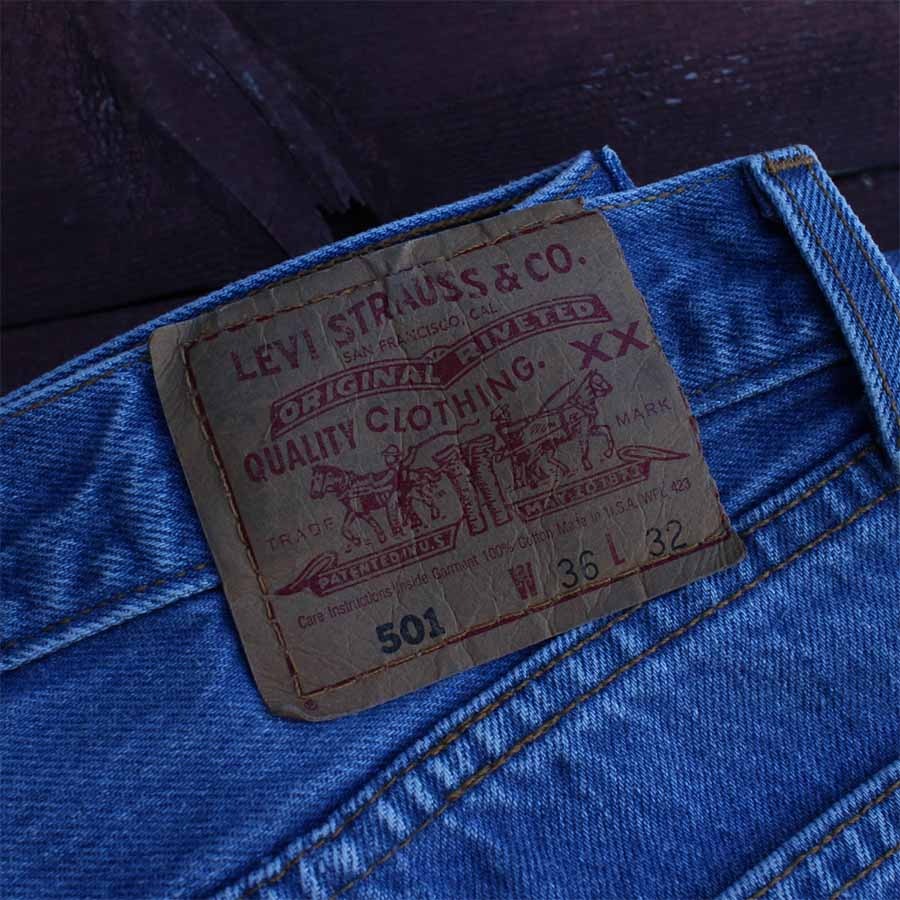 LEVI STRAUSS & CO.
SAN FRANCISCO, CAL.
ORIGINAL RIVETED
QUALITY CLOTHING. XX
TRADE MARK
PATENTED IN U.S. MAY 20 1873
Care Instructions Inside Garment 100% Cotton Made in U.S.A. WPL 423
501 W 36 L 32
®